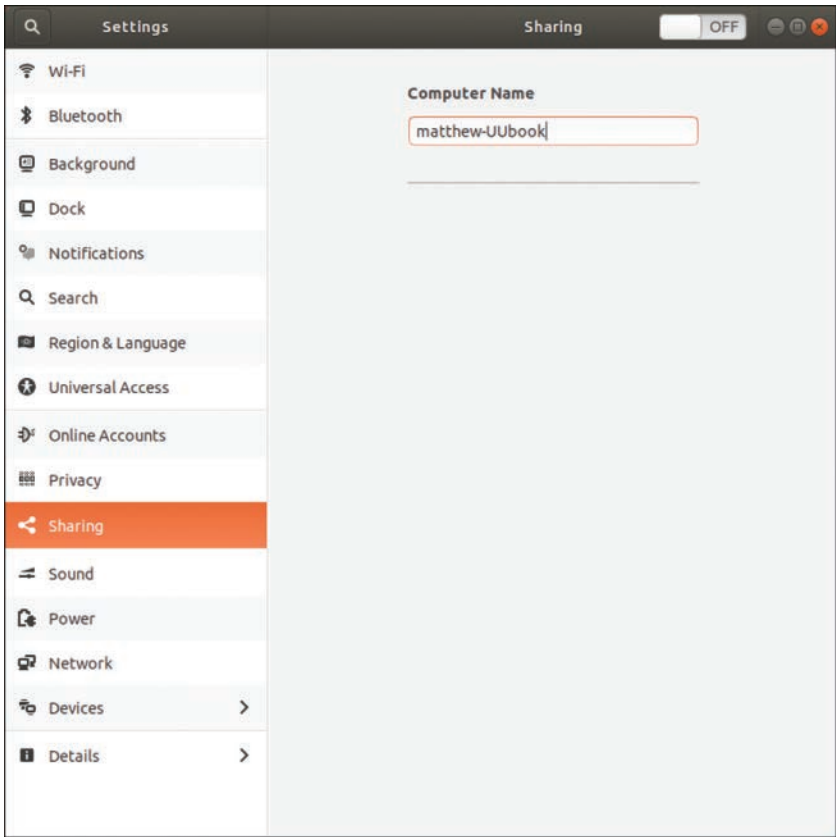 Settings
Sharing
OFF
Wi-Fi
Bluetooth
Background
Dock
Notifications
Search
Region & Language
Universal Access
Online Accounts
Privacy
Sharing
Sound
Power
Network
Devices
Details
Computer Name
matthew-UUbook